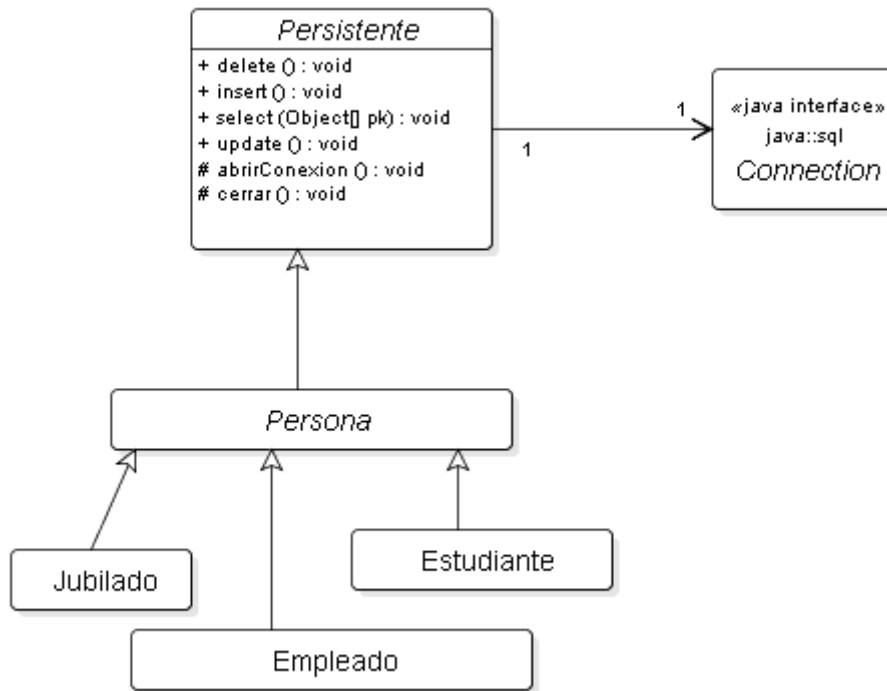 Persistente
+ delete () : void
+ insert () : void
+ select (Object[] pk) : void
+ update () : void
# abrirConexion () : void
# cerrar () : void
1
1
«java interface»
java::sql
Connection
Persona
Jubilado
Estudiante
Empleado